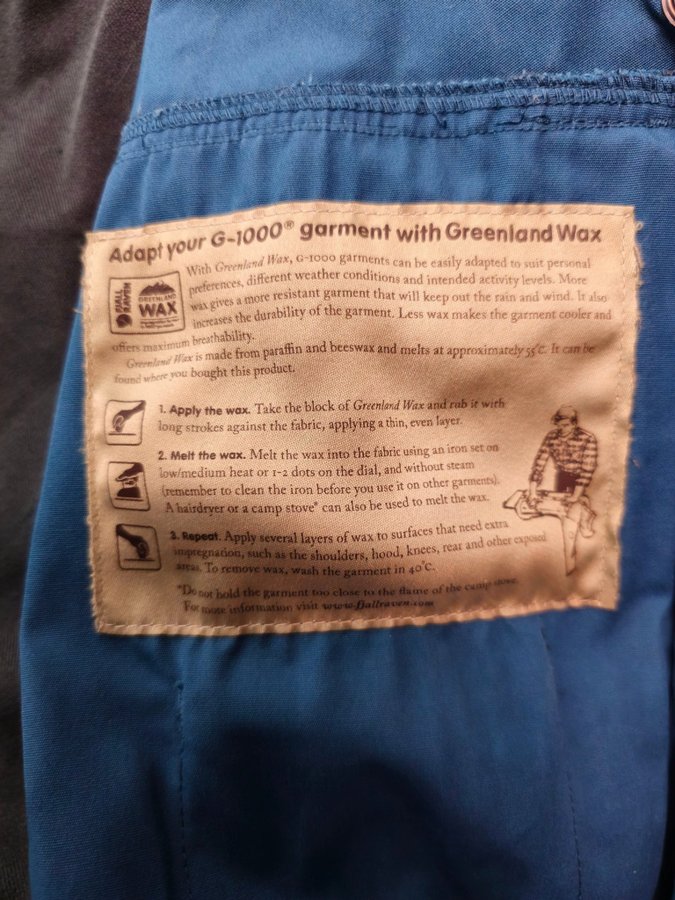 Adapt your G-1000® garment with Greenland Wax
FJALL
RAVEN
GREENLAND
WAX
With Greenland Wax, G-1000 garments can be easily adapted to suit personal
preferences, different weather conditions and intended activity levels. More
wax gives a more resistant garment that will keep out the rain and wind. It also
increases the durability of the garment. Less wax makes the garment cooler and
offers maximum breathability.
Greenland Wax is made from paraffin and beeswax and melts at approximately 55°C. It can be
found where you bought this product.
1. Apply the wax. Take the block of Greenland Wax and rub it with
long strokes against the fabric, applying a thin, even layer.
2. Melt the wax. Melt the wax into the fabric using an iron set on
low/medium heat or 1-2 dots on the dial, and without steam
(remember to clean the iron before you use it on other garments).
A hairdryer or a camp stove* can also be used to melt the wax.
3. Repeat. Apply several layers of wax to surfaces that need extra
impregnation, such as the shoulders, hood, knees, rear and other exposed
areas. To remove wax, wash the garment in 40°C.
*Do not hold the garment too close to the flame of the camp stove.
For more information visit www.fjallraven.com